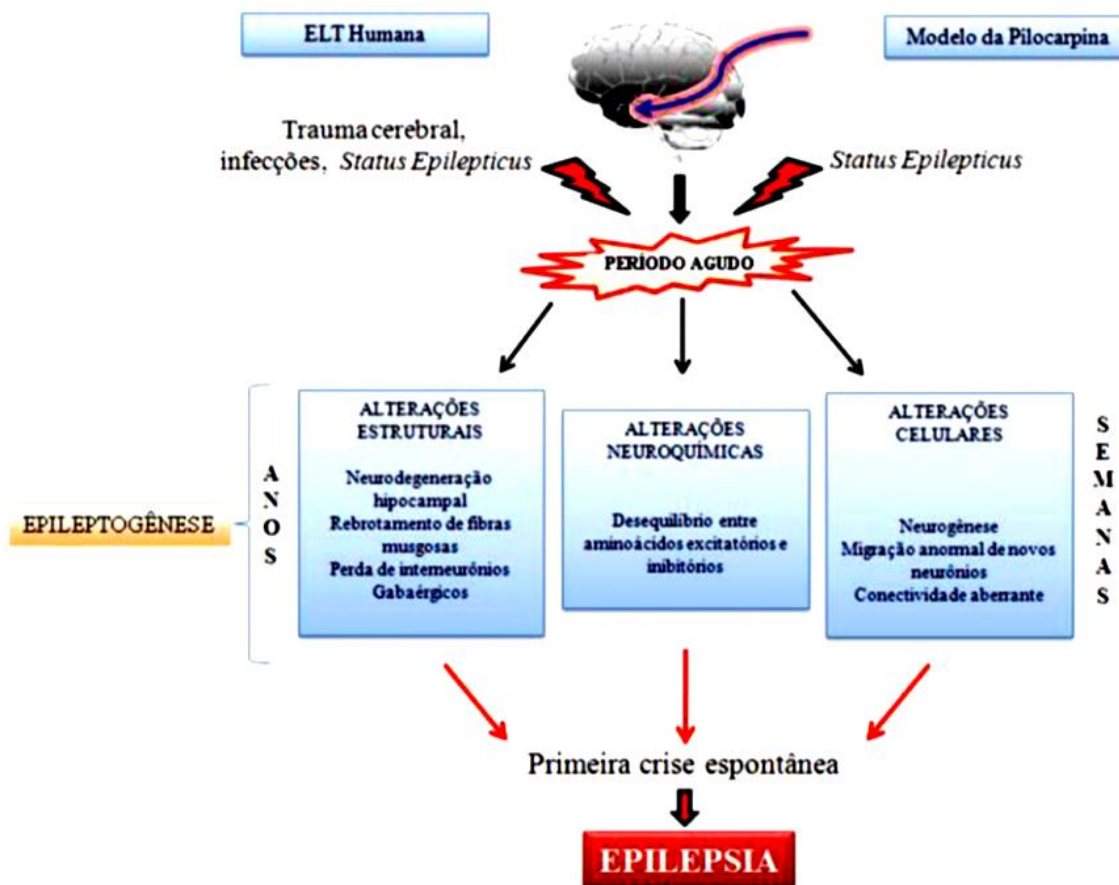 ELT Humana
Modelo da Pilocarpina
Trauma cerebral,
infecções, Status Epilepticus
Status Epilepticus
PERÍODO AGUDO
EPILEPTOGÊNESE
ANOS
ALTERAÇÕES
ESTRUTURAIS
Neurodegeneração
hipocampal
Rebrotamento de fibras
musgosas
Perda de interneurônios
Gabaérgicos
ALTERAÇÕES
NEUROQUÍMICAS
Desequilíbrio entre
aminoácidos excitatórios e
inibitórios
ALTERAÇÕES
CELULARES
Neurogênese
Migração anormal de novos
neurônios
Conectividade aberrante
SEMANAS
Primeira crise espontânea
EPILEPSIA